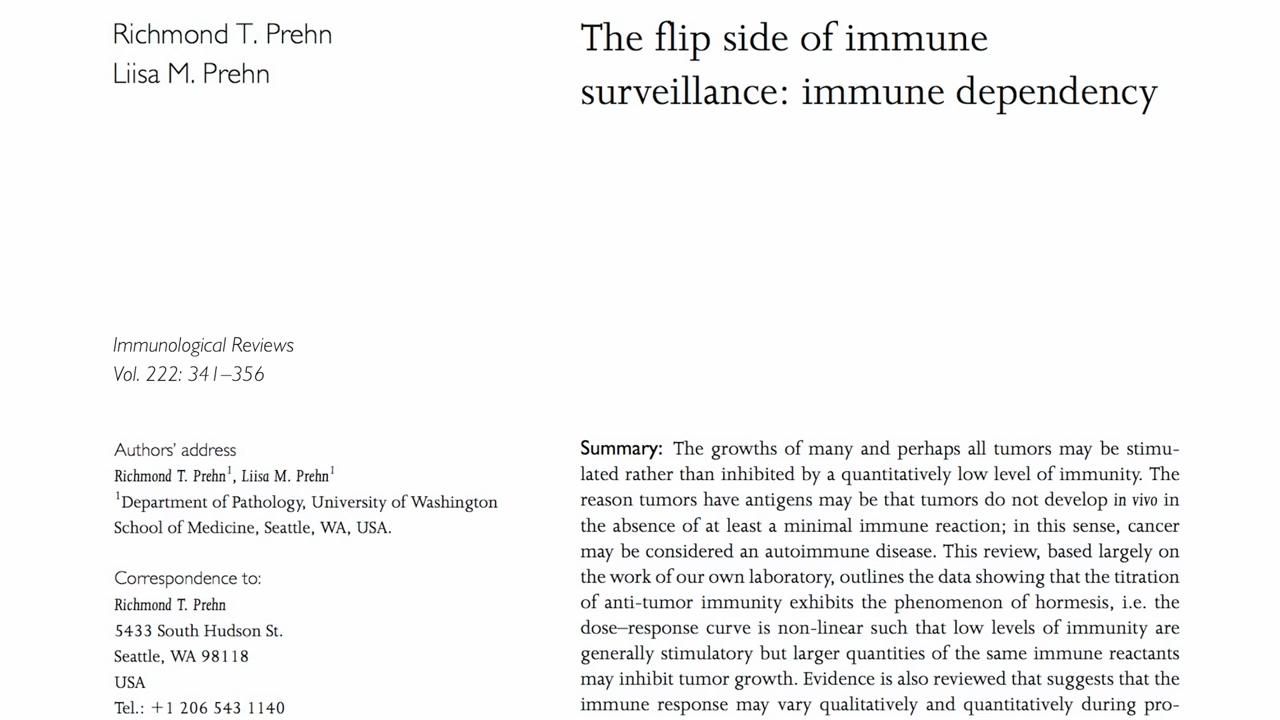 Richmond T. Prehn
Liisa M. Prehn
The flip side of immune
surveillance: immune dependency
Immunological Reviews
Vol. 222: 341–356
Authors’ address
Richmond T. Prehn¹, Liisa M. Prehn¹
¹Department of Pathology, University of Washington
School of Medicine, Seattle, WA, USA.
Correspondence to:
Richmond T. Prehn
5433 South Hudson St.
Seattle, WA 98118
USA
Tel.: +1 206 543 1140
Summary: The growths of many and perhaps all tumors may be stimu-
lated rather than inhibited by a quantitatively low level of immunity. The
reason tumors have antigens may be that tumors do not develop in vivo in
the absence of at least a minimal immune reaction; in this sense, cancer
may be considered an autoimmune disease. This review, based largely on
the work of our own laboratory, outlines the data showing that the titration
of anti-tumor immunity exhibits the phenomenon of hormesis, i.e. the
dose–response curve is non-linear such that low levels of immunity are
generally stimulatory but larger quantities of the same immune reactants
may inhibit tumor growth. Evidence is also reviewed that suggests that the
immune response may vary qualitatively and quantitatively during pro-